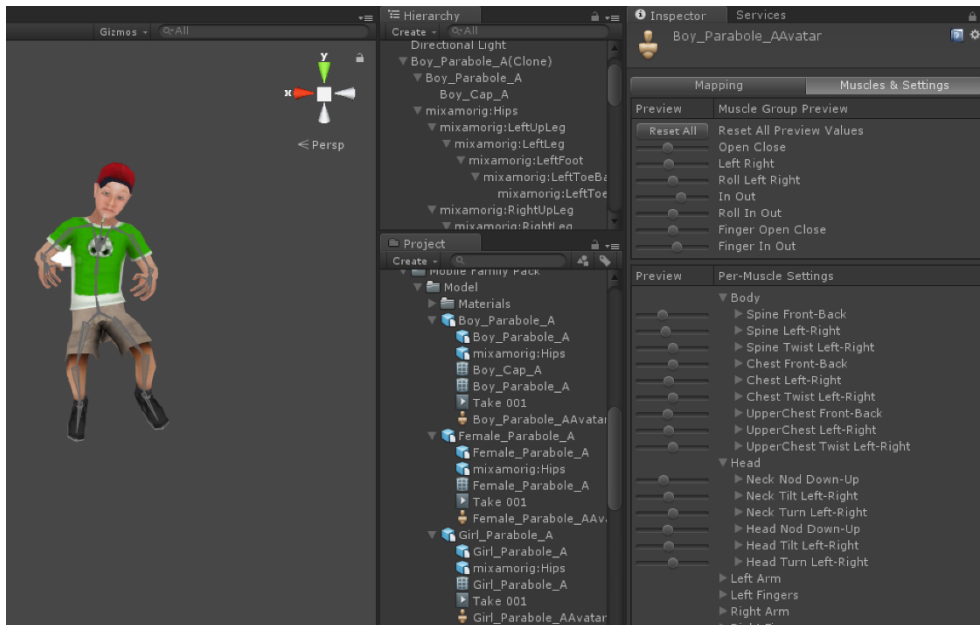 Gizmos
All
Persp
y
x
Hierarchy
Create
All
Directional Light
Boy_Parabole_A(Clone)
Boy_Parabole_A
Boy_Cap_A
mixamorig:Hips
mixamorig:LeftUpLeg
mixamorig:LeftLeg
mixamorig:LeftFoot
mixamorig:LeftToeBa
mixamorig:LeftToe
mixamorig:RightUpLeg
mixamorig:RightLeg
Project
Create
Mobile Family Pack
Model
Materials
Boy_Parabole_A
Boy_Parabole_A
mixamorig:Hips
Boy_Cap_A
Boy_Parabole_A
Take 001
Boy_Parabole_AAvatar
Female_Parabole_A
Female_Parabole_A
mixamorig:Hips
Female_Parabole_A
Take 001
Female_Parabole_AAv
Girl_Parabole_A
Girl_Parabole_A
mixamorig:Hips
Girl_Parabole_A
Take 001
Girl_Parabole_AAvatar
Inspector Services
Boy_Parabole_AAvatar
Mapping Muscles & Settings
Preview Muscle Group Preview
Reset All Reset All Preview Values
Open Close
Left Right
Roll Left Right
In Out
Roll In Out
Finger Open Close
Finger In Out
Preview Per-Muscle Settings
Body
Spine Front-Back
Spine Left-Right
Spine Twist Left-Right
Chest Front-Back
Chest Left-Right
Chest Twist Left-Right
UpperChest Front-Back
UpperChest Left-Right
UpperChest Twist Left-Right
Head
Neck Nod Down-Up
Neck Tilt Left-Right
Neck Turn Left-Right
Head Nod Down-Up
Head Tilt Left-Right
Head Turn Left-Right
Left Arm
Left Fingers
Right Arm